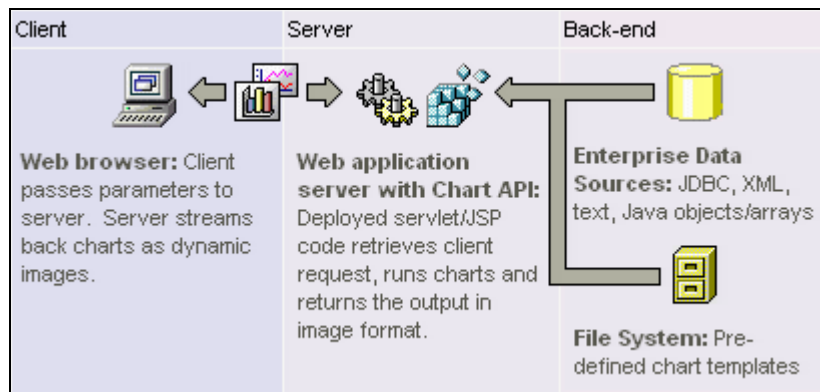 Client
Server
Back-end
Web browser: Client
passes parameters to
server. Server streams
back charts as dynamic
images.
Web application
server with Chart API:
Deployed servlet/JSP
code retrieves client
request, runs charts and
returns the output in
image format.
Enterprise Data
Sources: JDBC, XML,
text, Java objects/arrays
File System: Pre-
defined chart templates